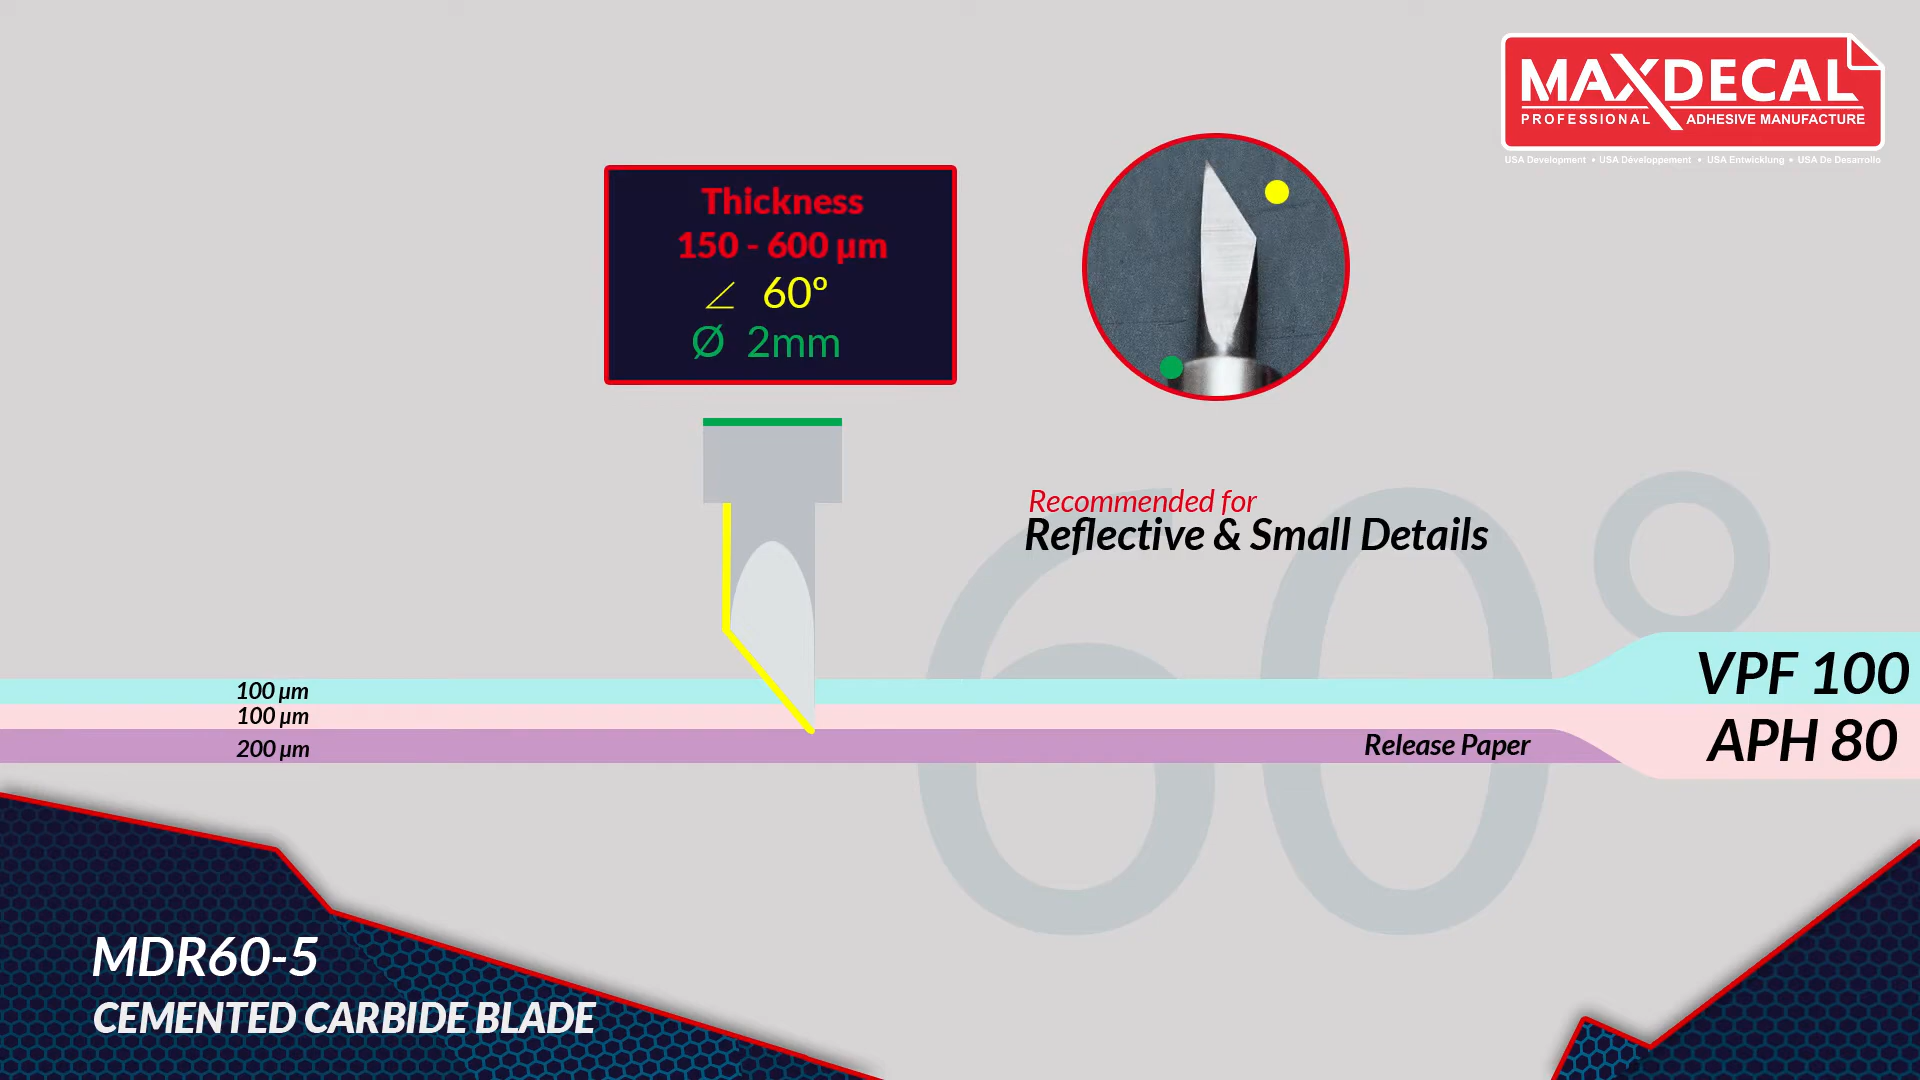 MAXDECAL
PROFESSIONAL ADHESIVE MANUFACTURE
USA Development • USA Développement • USA Entwicklung • USA De Desarrollo
Thickness
150 - 600 µm
∠ 60º
Ø 2mm
Recommended for
Reflective & Small Details
60°
100 µm
100 µm
200 µm
VPF 100
APH 80
Release Paper
MDR60-5
CEMENTED CARBIDE BLADE